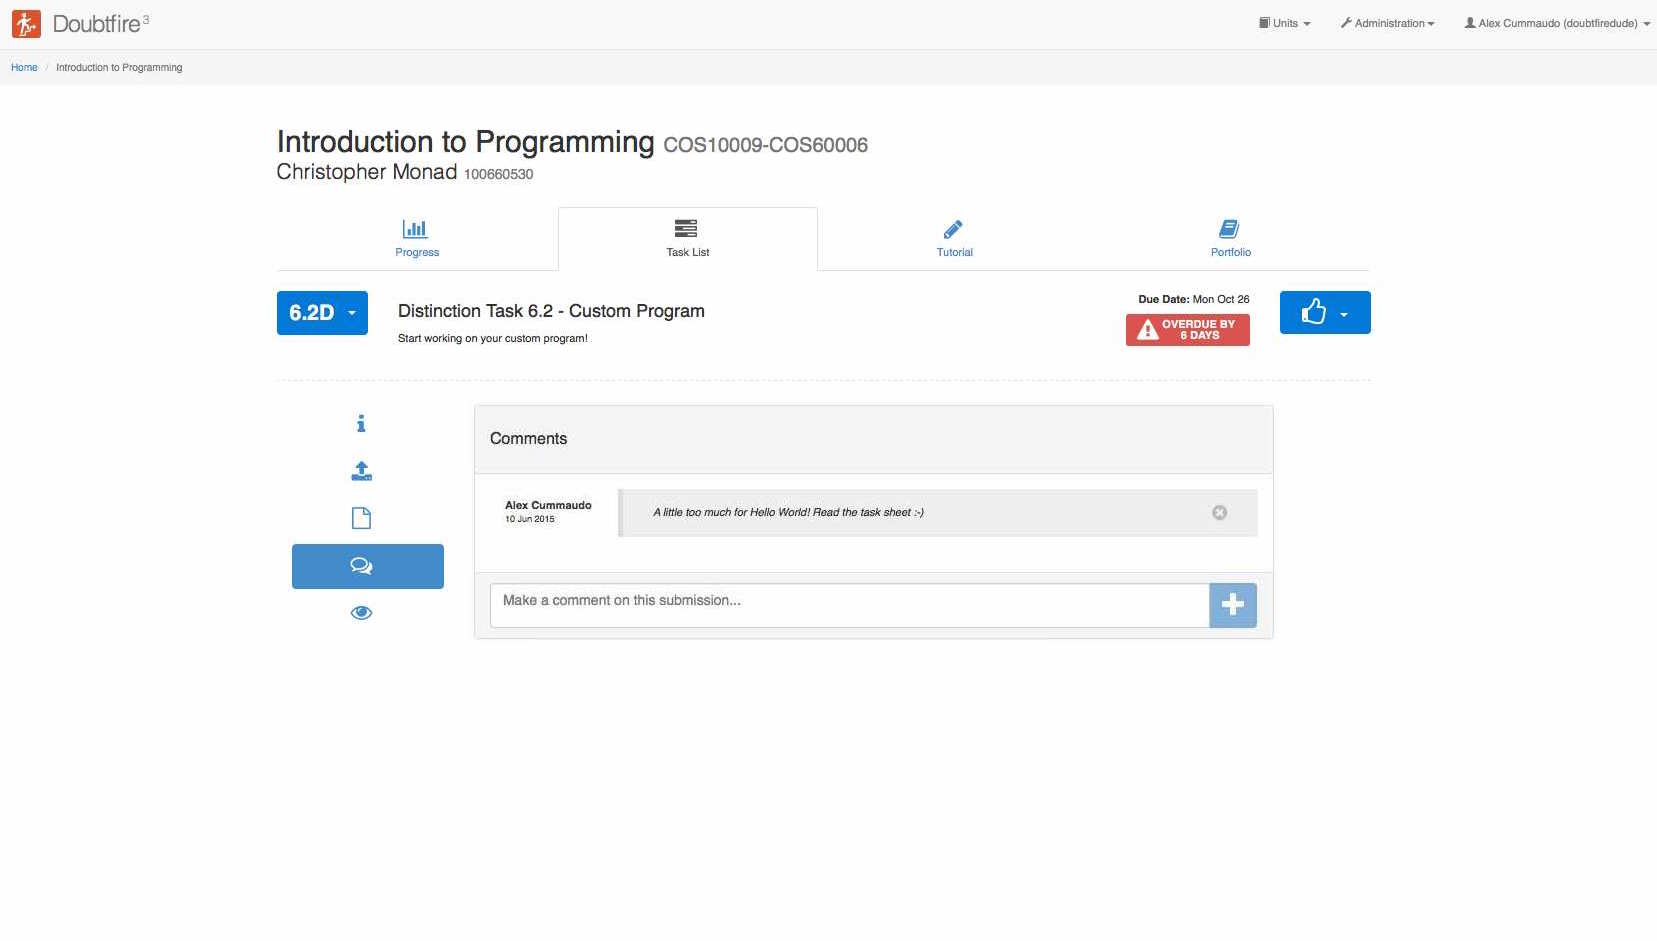 Doubtfire3
Units
Administration
Alex Cummaudo (doubtfiredude)
Home / Introduction to Programming
Introduction to Programming COS10009-COS60006
Christopher Monad 100660530
Progress
Task List
Tutorial
Portfolio
6.2D
Distinction Task 6.2 - Custom Program
Start working on your custom program!
Due Date: Mon Oct 26
OVERDUE BY
6 DAYS
Comments
Alex Cummaudo
10 Jun 2015
A little too much for Hello World! Read the task sheet :-)
Make a comment on this submission...